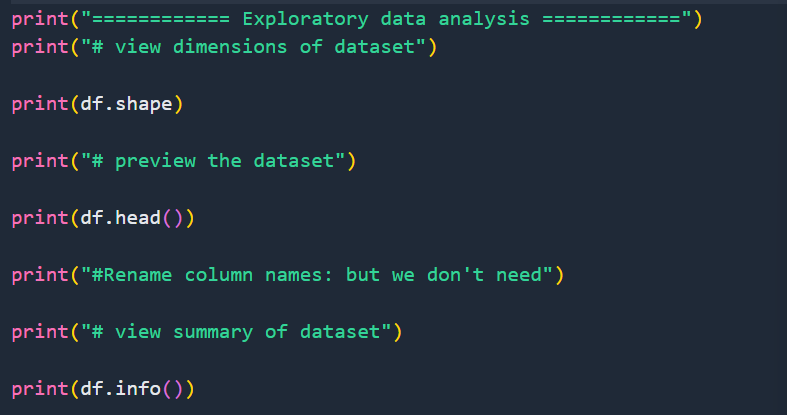 print("============ Exploratory data analysis ============")
print("# view dimensions of dataset")
print(df.shape)
print("# preview the dataset")
print(df.head())
print("#Rename column names: but we don't need")
print("# view summary of dataset")
print(df.info())